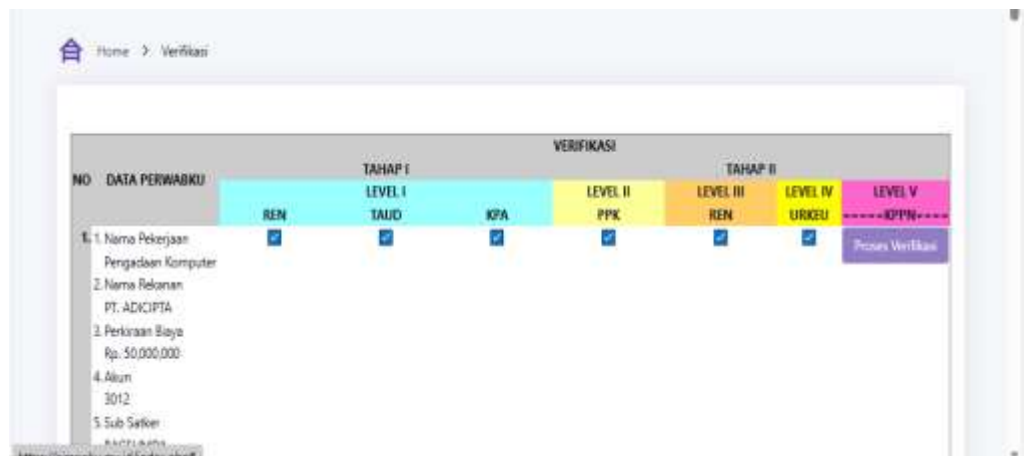 Home > Verifikasi
VERIFIKASI
NO DATA PERWABKU TAHAP I TAHAP II
LEVEL I LEVEL II LEVEL III LEVEL IV LEVEL V
REN TAUD KPA PPK REN URKEU -----KPPN----
1. 1. Nama Pekerjaan Proses Verifikasi
Pengadaan Komputer
2. Nama Rekanan
PT. ADICIPTA
3. Perkiraan Biaya
Rp. 50,000,000
4. Akun
3012
5. Sub Satker